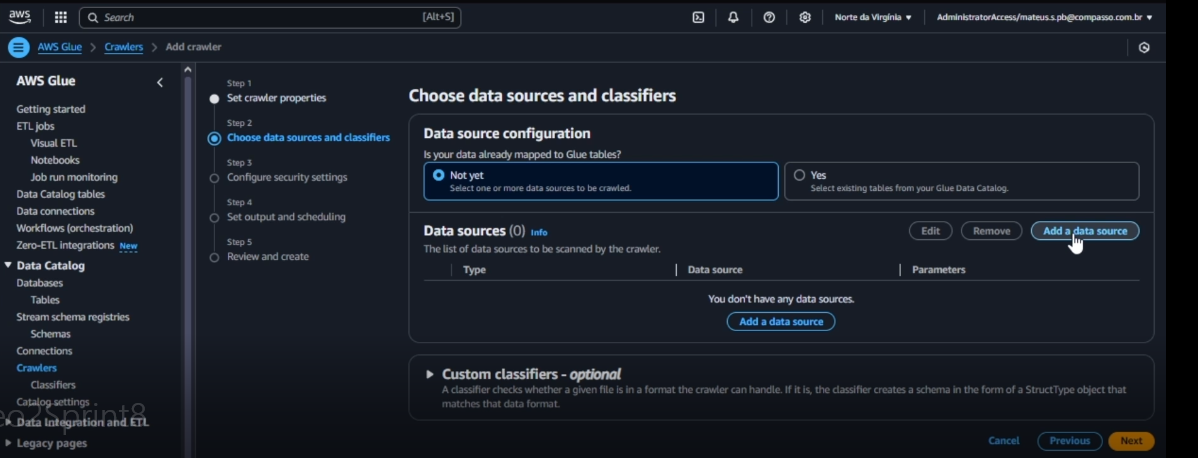 aws
Search
[Alt+S]
Norte da Virgínia
AdministratorAccess/mateus.s.pb@compasso.com.br
AWS Glue > Crawlers > Add crawler
AWS Glue
Getting started
ETL jobs
Visual ETL
Notebooks
Job run monitoring
Data Catalog tables
Data connections
Workflows (orchestration)
Zero-ETL integrations New
Data Catalog
Databases
Tables
Stream schema registries
Schemas
Connections
Crawlers
Classifiers
Catalog settings
Data Integration and ETL
Legacy pages
Step 1
Set crawler properties
Step 2
Choose data sources and classifiers
Step 3
Configure security settings
Step 4
Set output and scheduling
Step 5
Review and create
Choose data sources and classifiers
Data source configuration
Is your data already mapped to Glue tables?
Not yet
Select one or more data sources to be crawled.
Yes
Select existing tables from your Glue Data Catalog.
Data sources (0) Info
Edit
Remove
Add a data source
The list of data sources to be scanned by the crawler.
Type
Data source
Parameters
You don't have any data sources.
Add a data source
Custom classifiers - optional
A classifier checks whether a given file is in a format the crawler can handle. If it is, the classifier creates a schema in the form of a StructType object that
matches that data format.
Cancel
Previous
Next